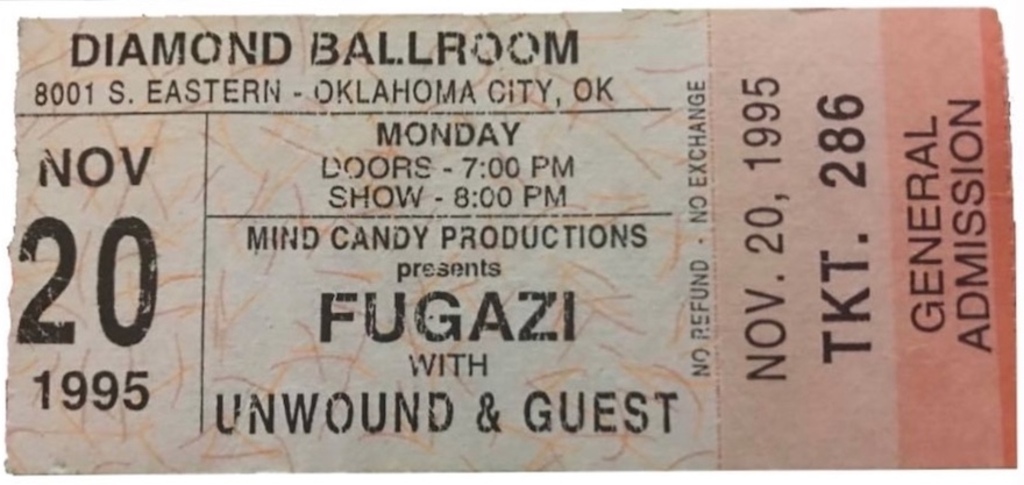 DIAMOND BALLROOM
8001 S. EASTERN - OKLAHOMA CITY, OK
NOV
20
1995
MONDAY
DOORS - 7:00 PM
SHOW - 8:00 PM
MIND CANDY PRODUCTIONS
presents
FUGAZI
WITH
UNWOUND & GUEST
NO REFUND - NO EXCHANGE
NOV. 20, 1995
TKT. 286
GENERAL
ADMISSION